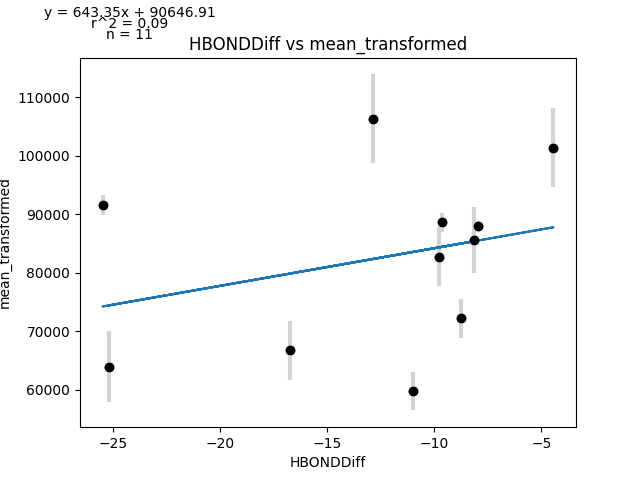 y = 643.35x + 90646.91
r^2 = 0.09
n = 11
HBONDDiff vs mean_transformed
mean_transformed
110000
100000
90000
80000
70000
60000
−25
−20
−15
−10
−5
HBONDDiff